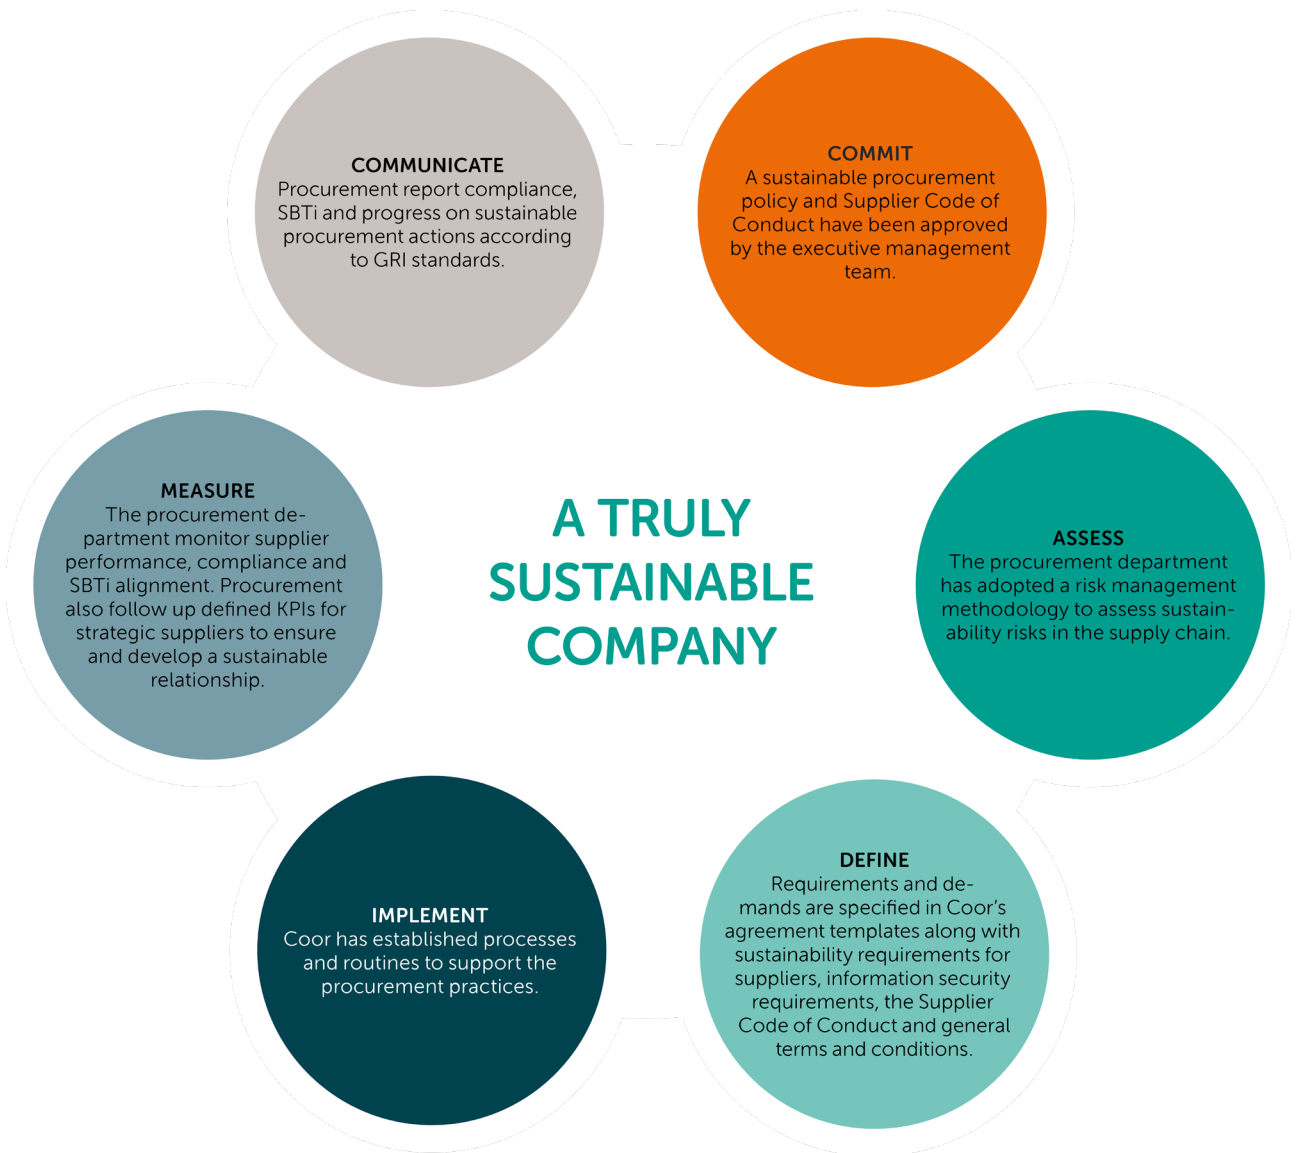 COMMUNICATE
Procurement report compliance,
SBTi and progress on sustainable
procurement actions according
to GRI standards.
COMMIT
A sustainable procurement
policy and Supplier Code of
Conduct have been approved
by the executive management
team.
MEASURE
The procurement de-
partment monitor supplier
performance, compliance and
SBTi alignment. Procurement
also follow up defined KPIs for
strategic suppliers to ensure
and develop a sustainable
relationship.
A TRULY
SUSTAINABLE
COMPANY
ASSESS
The procurement department
has adopted a risk management
methodology to assess sustain-
ability risks in the supply chain.
IMPLEMENT
Coor has established processes
and routines to support the
procurement practices.
DEFINE
Requirements and de-
mands are specified in Coor’s
agreement templates along with
sustainability requirements for
suppliers, information security
requirements, the Supplier
Code of Conduct and general
terms and conditions.